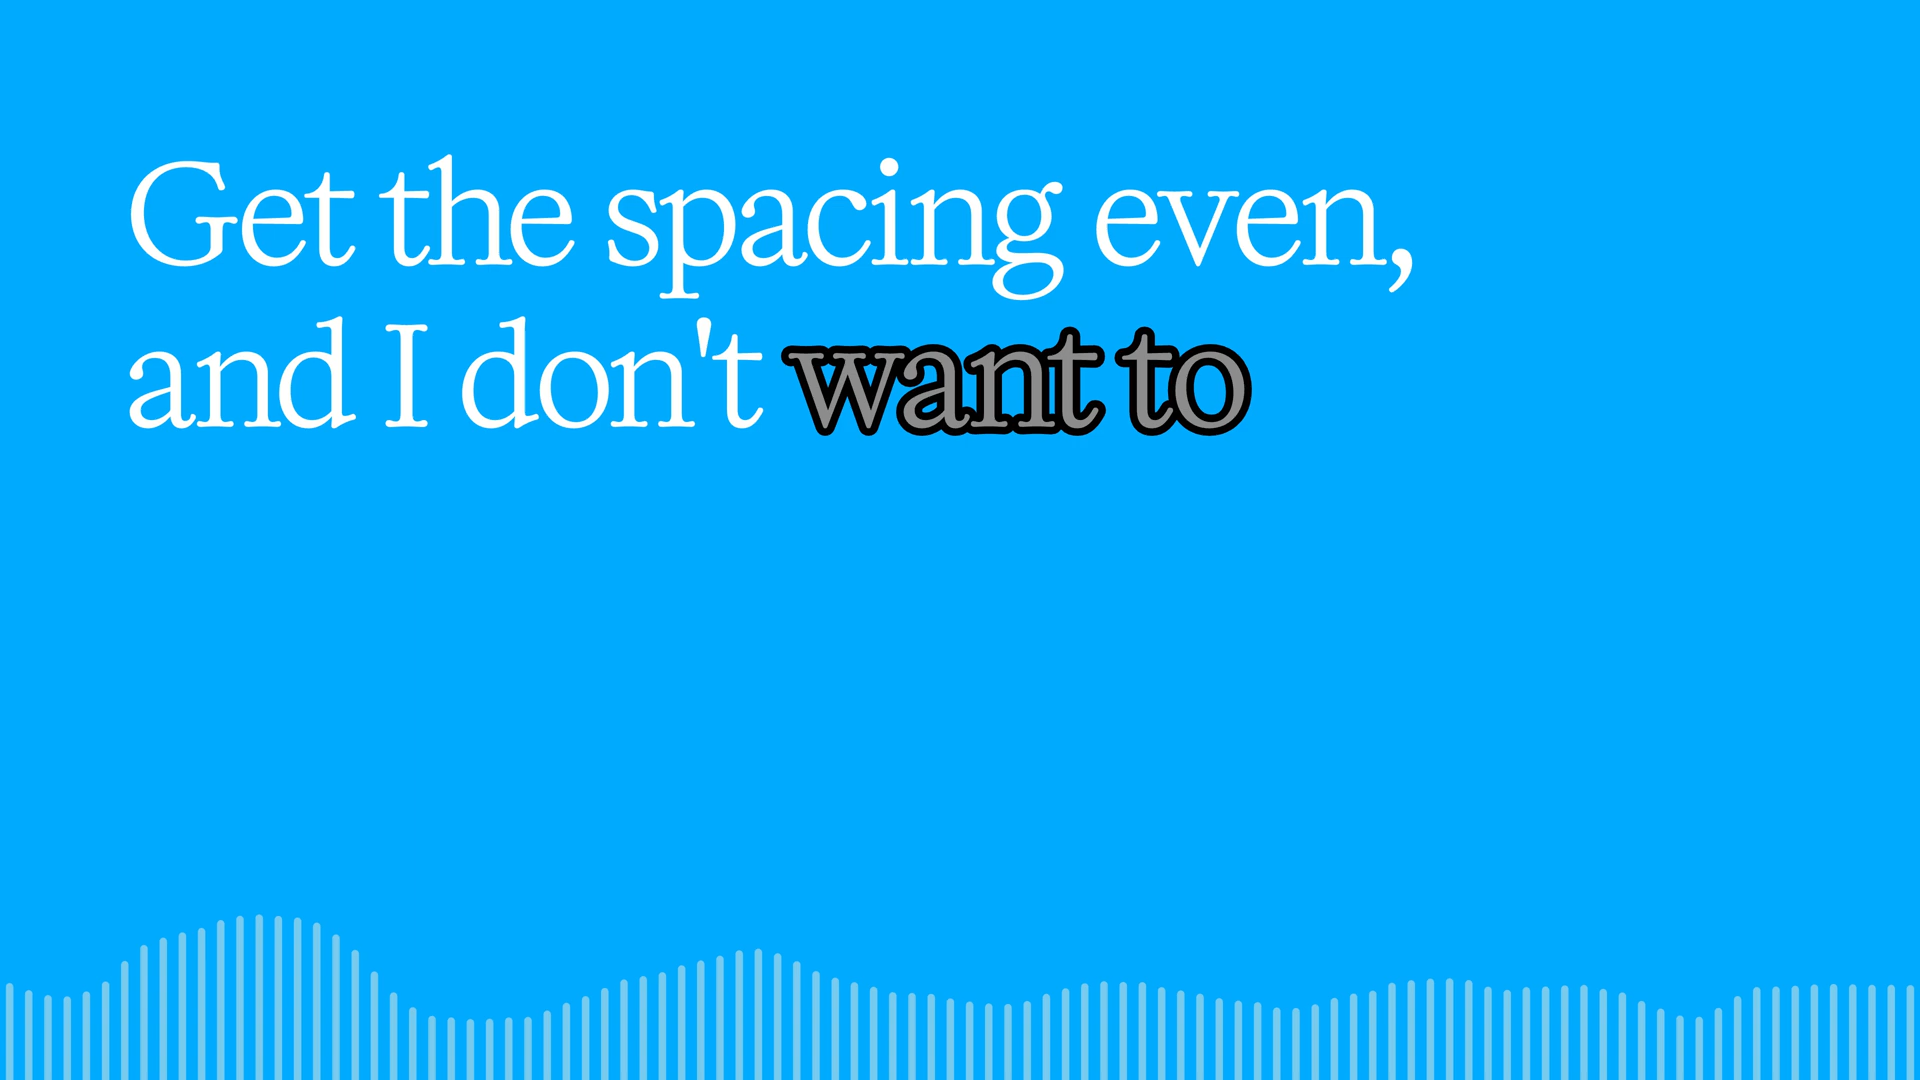 Get the spacing even,
and I don't want to